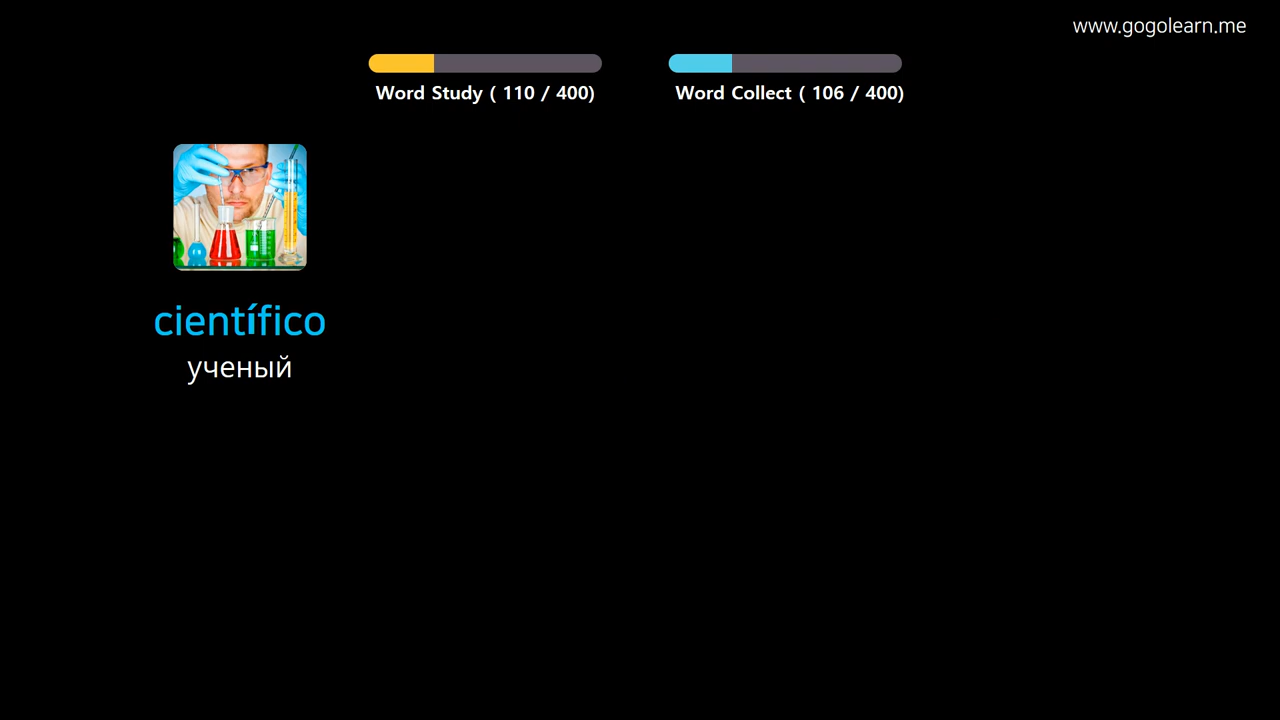 www.gogolearn.me
Word Study ( 110 / 400)
Word Collect ( 106 / 400)
científico
ученый